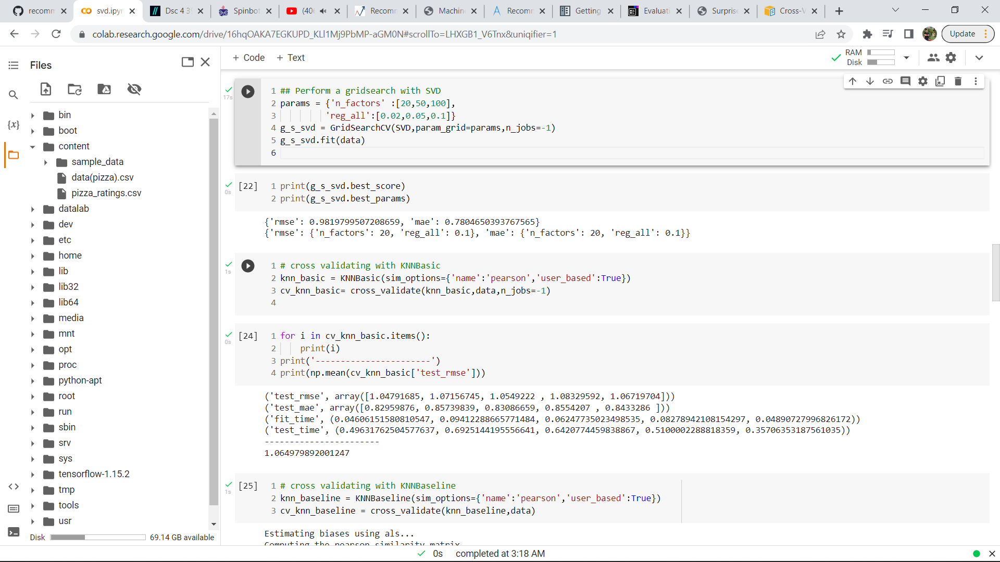 recomm
svd.ipyn
Dsc 4 3
Spinbot
(40
Recomm
Machin
Recomm
Getting
Evaluati
Surprise
Cross-V
colab.research.google.com/drive/16hqOAKA7EGKUPD_KLl1Mj9PbMP-aGM0N#scrollTo=LHXGB1_V6Tnx&uniqifier=1
Update
Files
+ Code + Text
RAM
Disk
{x}
bin
boot
content
sample_data
data(pizza).csv
pizza_ratings.csv
datalab
dev
etc
home
lib
lib32
lib64
media
mnt
opt
proc
python-apt
root
run
sbin
srv
sys
tensorflow-1.15.2
tmp
tools
usr
Disk 69.14 GB available
17s
1 ## Perform a gridsearch with SVD
2 params = {'n_factors' :[20,50,100],
3 'reg_all':[0.02,0.05,0.1]}
4 g_s_svd = GridSearchCV(SVD,param_grid=params,n_jobs=-1)
5 g_s_svd.fit(data)
6
[22]
0s
1 print(g_s_svd.best_score)
2 print(g_s_svd.best_params)
{'rmse': 0.9819799507208659, 'mae': 0.7804650393767565}
{'rmse': {'n_factors': 20, 'reg_all': 0.1}, 'mae': {'n_factors': 20, 'reg_all': 0.1}}
1s
1 # cross validating with KNNBasic
2 knn_basic = KNNBasic(sim_options={'name':'pearson','user_based':True})
3 cv_knn_basic= cross_validate(knn_basic,data,n_jobs=-1)
4
[24]
0s
1 for i in cv_knn_basic.items():
2 print(i)
3 print('-----------------------')
4 print(np.mean(cv_knn_basic['test_rmse']))
('test_rmse', array([1.04791685, 1.07156745, 1.0549222 , 1.08329592, 1.06719704]))
('test_mae', array([0.82959876, 0.85739839, 0.83086659, 0.8554207 , 0.8433286 ]))
('fit_time', (0.04606151580810547, 0.09412288665771484, 0.06247735023498535, 0.08278942108154297, 0.04890727996826172))
('test_time', (0.49631762504577637, 0.6925144195556641, 0.6420774459838867, 0.5100002288818359, 0.35706353187561035))
-----------------------
1.064979892001247
[25]
1s
1 # cross validating with KNNBaseline
2 knn_baseline = KNNBaseline(sim_options={'name':'pearson','user_based':True})
3 cv_knn_baseline = cross_validate(knn_baseline,data)
Estimating biases using als...
Computing the pearson similarity matrix
0s completed at 3:18 AM